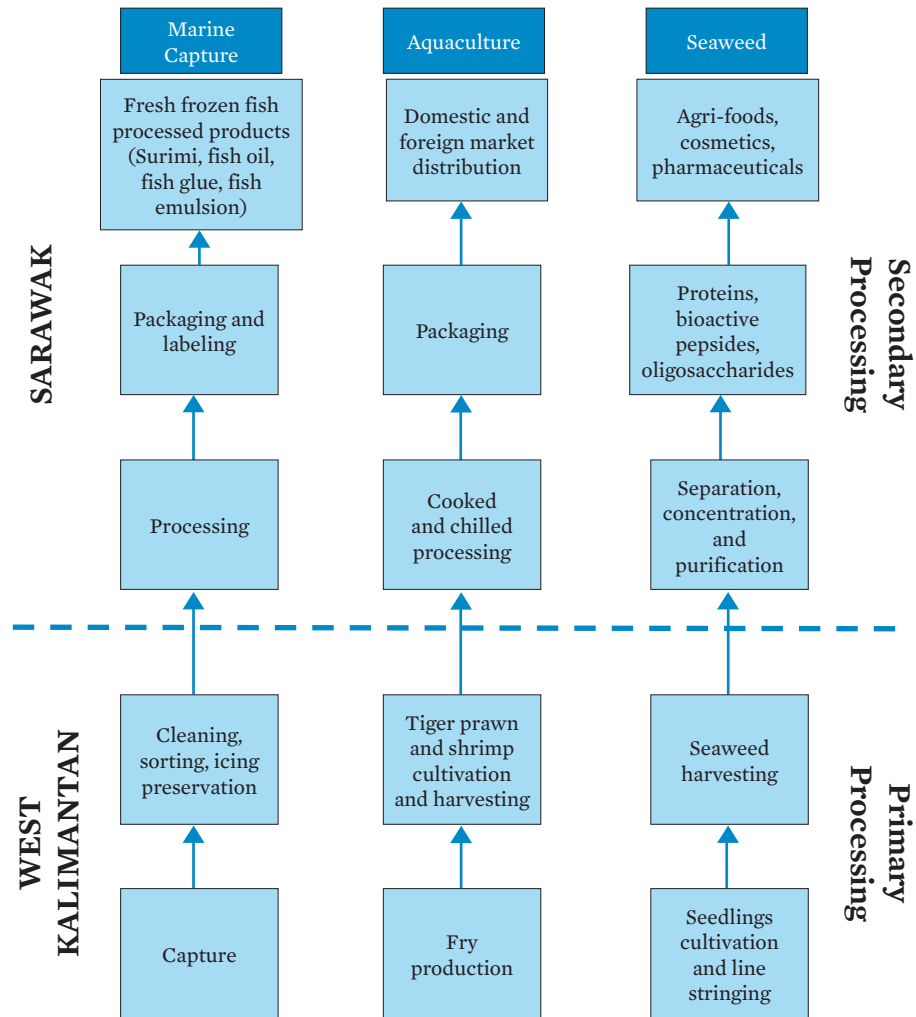 Marine
Capture
Aquaculture
Seaweed
Fresh frozen fish
processed products
(Surimi, fish oil,
fish glue, fish
emulsion)
Domestic and
foreign market
distribution
Agri-foods,
cosmetics,
pharmaceuticals
SARAWAK
Secondary
Processing
Packaging and
labeling
Packaging
Proteins,
bioactive
pepsides,
oligosaccharides
Processing
Cooked
and chilled
processing
Separation,
concentration,
and
purification
WEST
KALIMANTAN
Primary
Processing
Cleaning,
sorting, icing
preservation
Tiger prawn
and shrimp
cultivation
and harvesting
Seaweed
harvesting
Capture
Fry
production
Seedlings
cultivation
and line
stringing